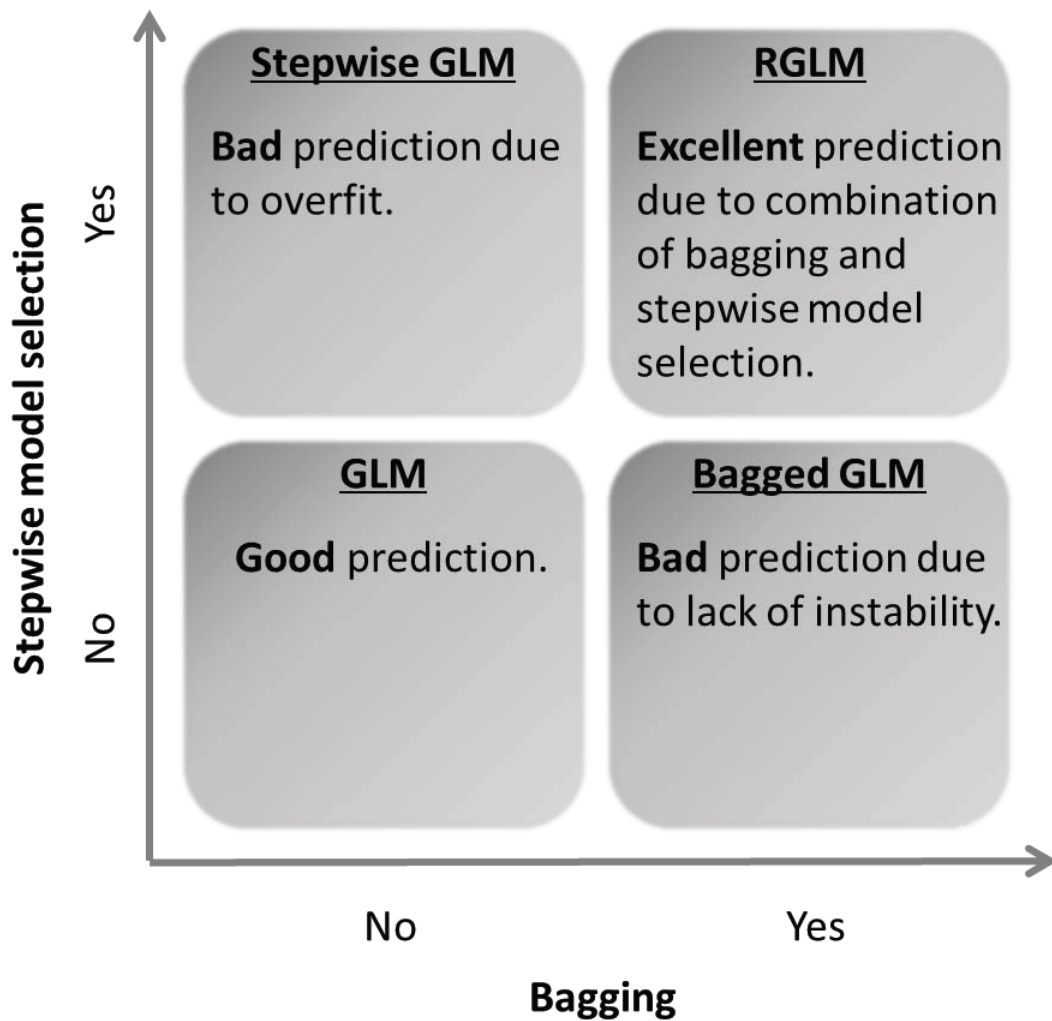 Stepwise model selection
Yes
No
Stepwise GLM
Bad prediction due
to overfit.
RGLM
Excellent prediction
due to combination
of bagging and
stepwise model
selection.
GLM
Good prediction.
Bagged GLM
Bad prediction due
to lack of instability.
No
Yes
Bagging